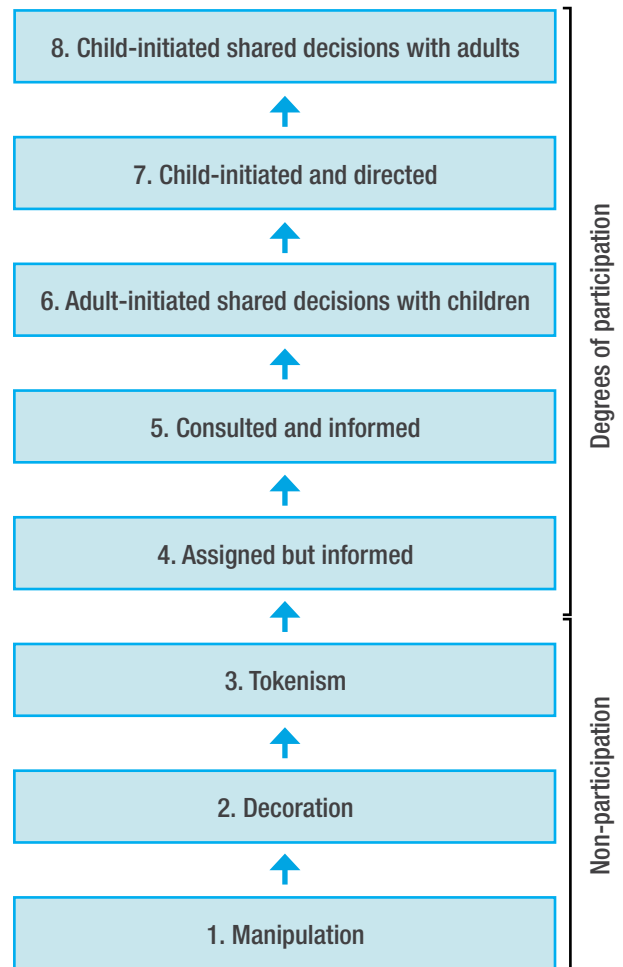 8. Child-initiated shared decisions with adults
7. Child-initiated and directed
6. Adult-initiated shared decisions with children
5. Consulted and informed
4. Assigned but informed
3. Tokenism
2. Decoration
1. Manipulation
Degrees of participation
Non-participation